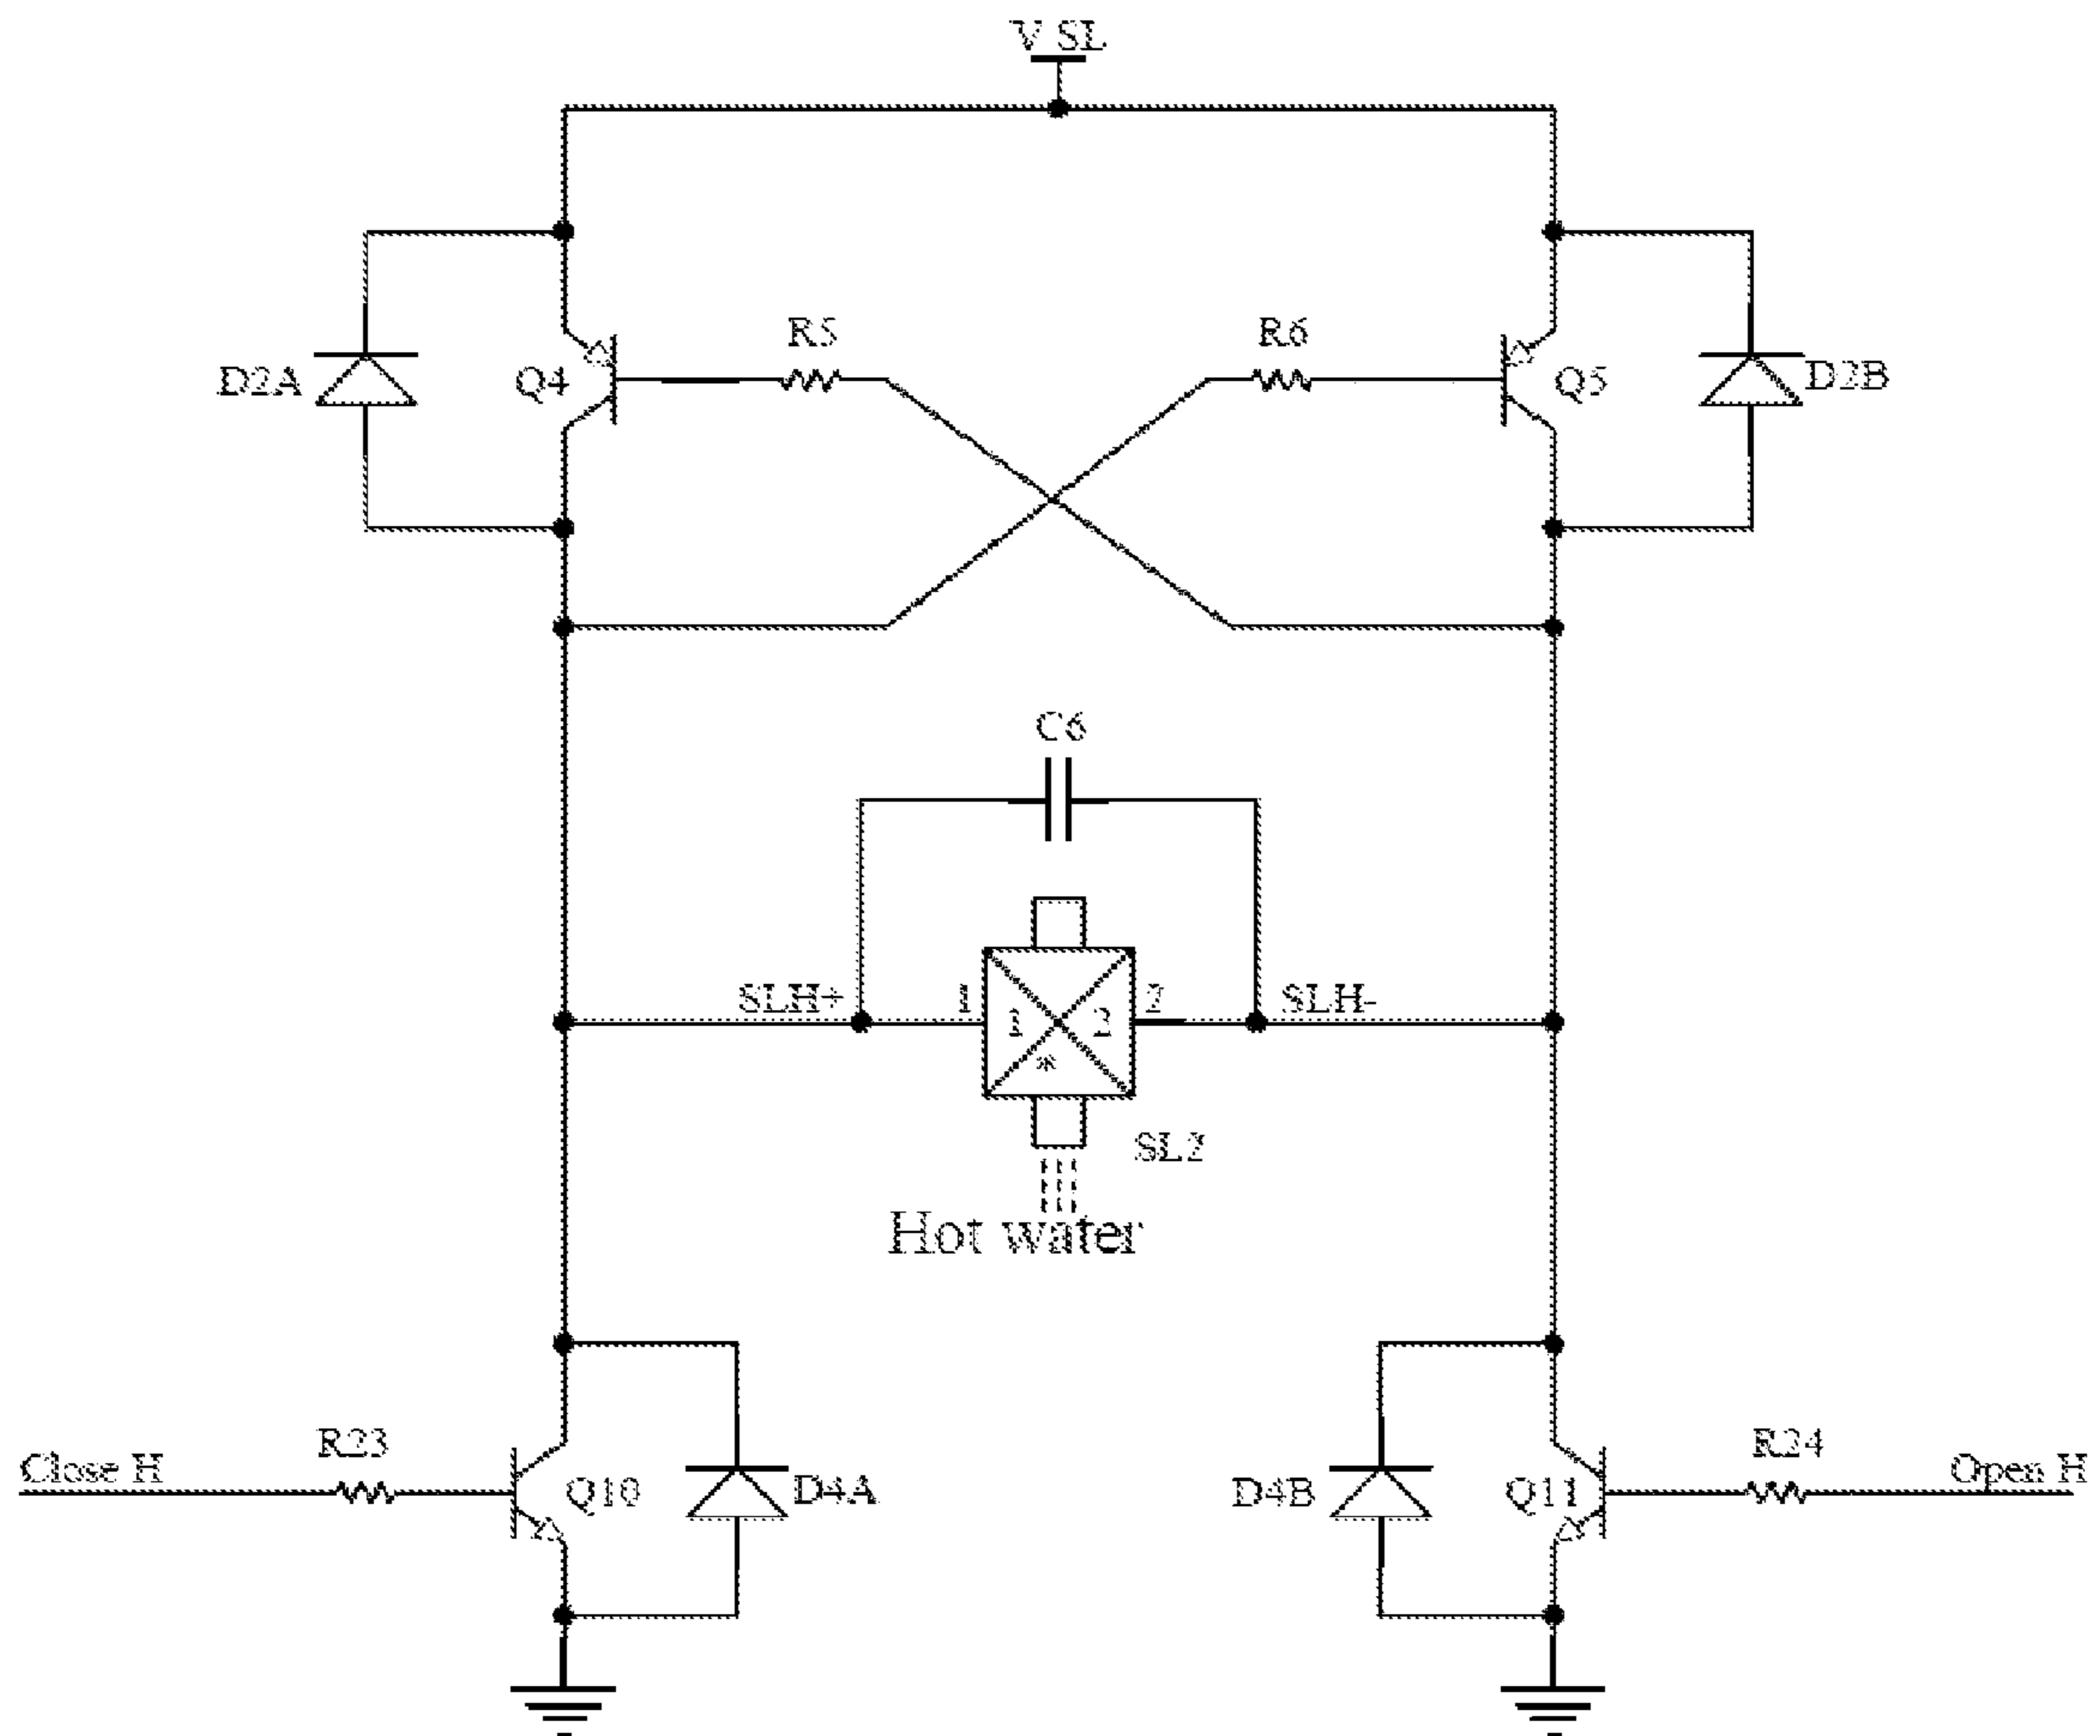 V SL
R5
R6
D2A
Q4
Q5
D2B
C6
SLH+
1
2
SLH-
1
2
*
SL2
Hot water
R23
R24
Close H
Open H
Q10
D4A
D4B
Q11